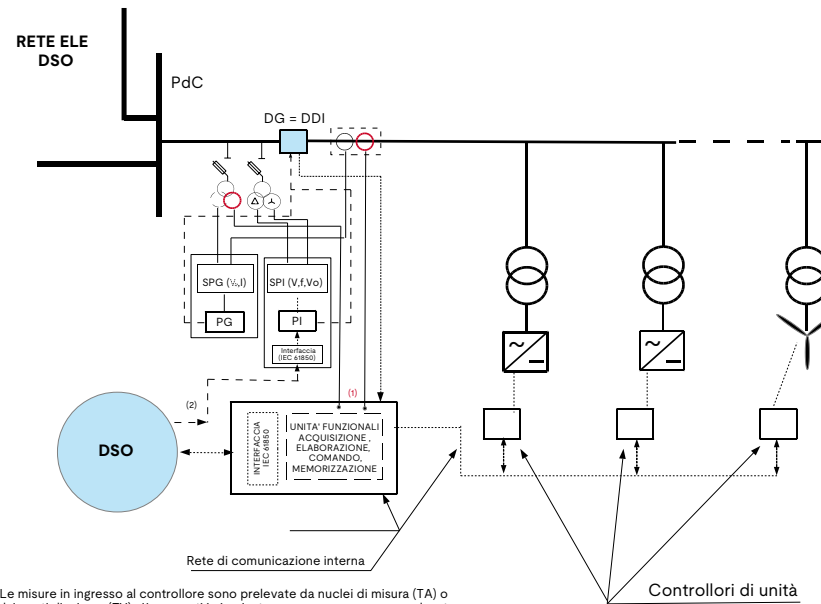 RETE ELE
DSO
PdC
DG = DDI
SPG (V₀,I)
SPI (V,f,Vo)
PG
PI
Interfaccia
(IEC 61850)
(2)
(1)
DSO
INTERFACCIA
IEC 61850
UNITA' FUNZIONALI
ACQUISIZIONE ,
ELABORAZIONE,
COMANDO,
MEMORIZZAZIONE
Rete di comunicazione interna
Controllori di unità
Le misure in ingresso al controllore sono prelevate da nuclei di misura (TA) o